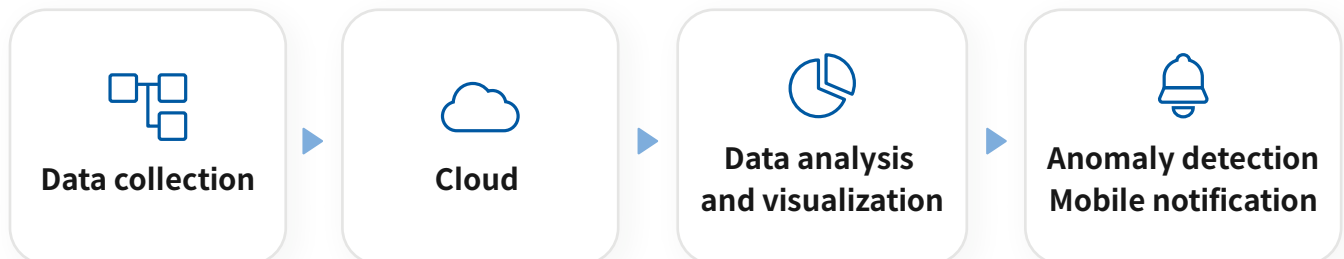 Data collection
Cloud
Data analysis
and visualization
Anomaly detection
Mobile notification